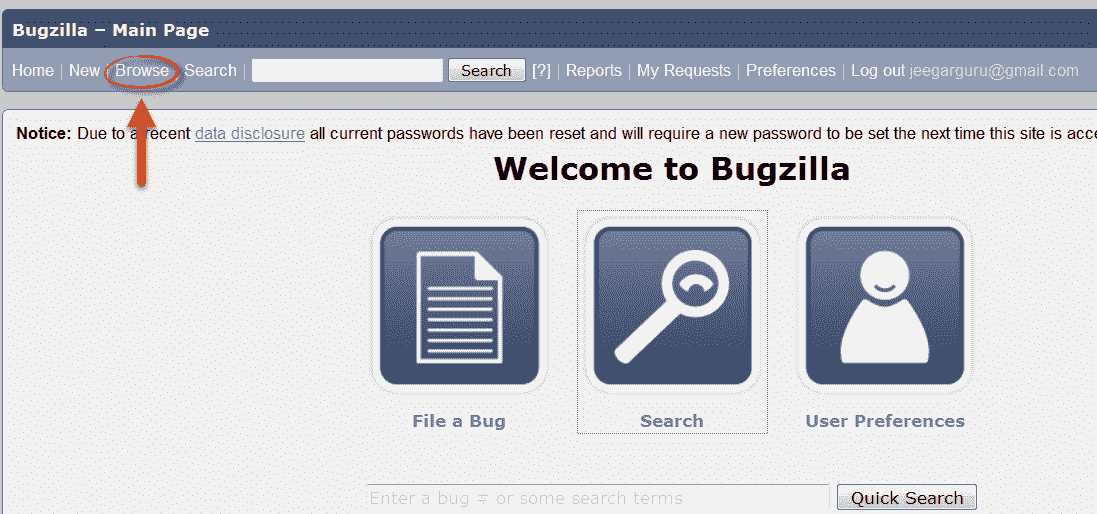 Bugzilla – Main Page
Home | New | Browse | Search | Search [?] | Reports | My Requests | Preferences | Log out jeegarguru@gmail.com
Notice: Due to a recent data disclosure all current passwords have been reset and will require a new password to be set the next time this site is
Welcome to Bugzilla
File a Bug Search User Preferences
Enter a bug # or some search terms Quick Search